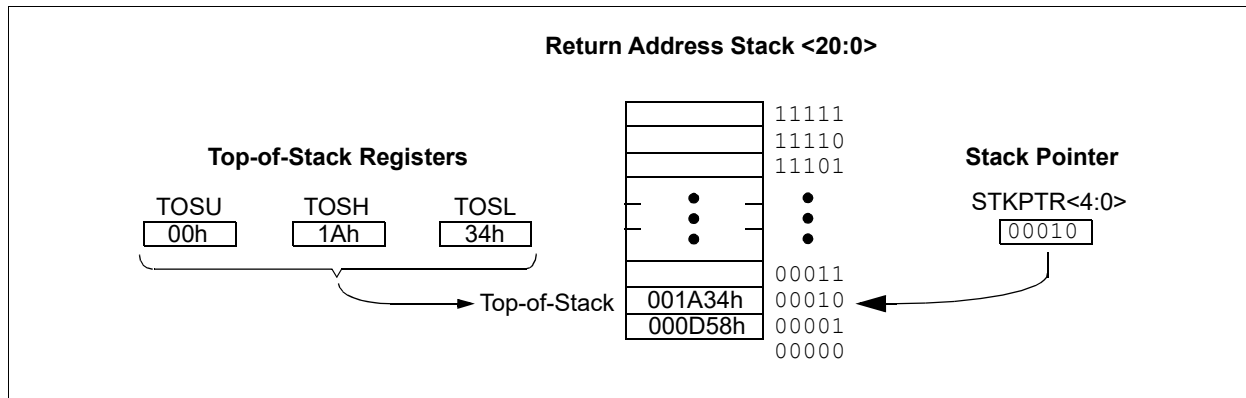 Return Address Stack <20:0>
11111
11110
11101
Top-of-Stack Registers
Stack Pointer
TOSU TOSH TOSL
00h 1Ah 34h
STKPTR<4:0>
00010
00011
Top-of-Stack 001A34h 00010
000D58h 00001
00000